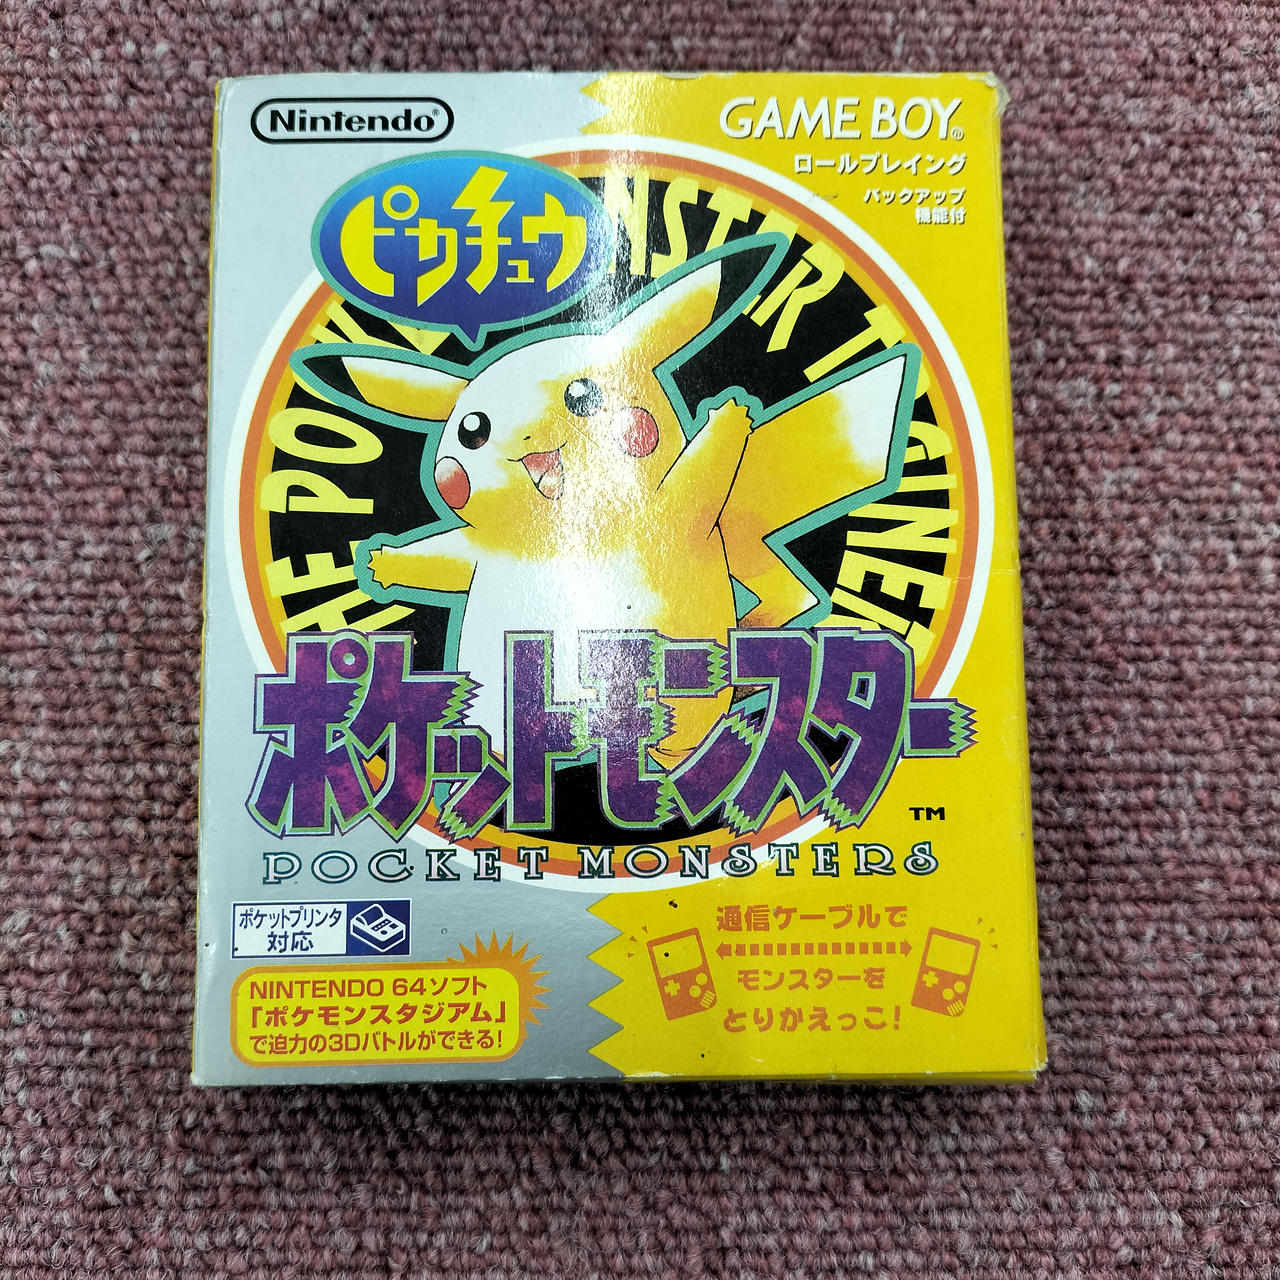 Nintendo®
GAME BOY®
ロールプレイング
バックアップ
機能付
ピカチュウ
ポケットモンスター
TM
POCKET MONSTERS
ポケットプリンタ
対応
NINTENDO 64ソフト
「ポケモンスタジアム」
で迫力の3Dバトルができる!
通信ケーブルで
モンスターを
とりかえっこ!